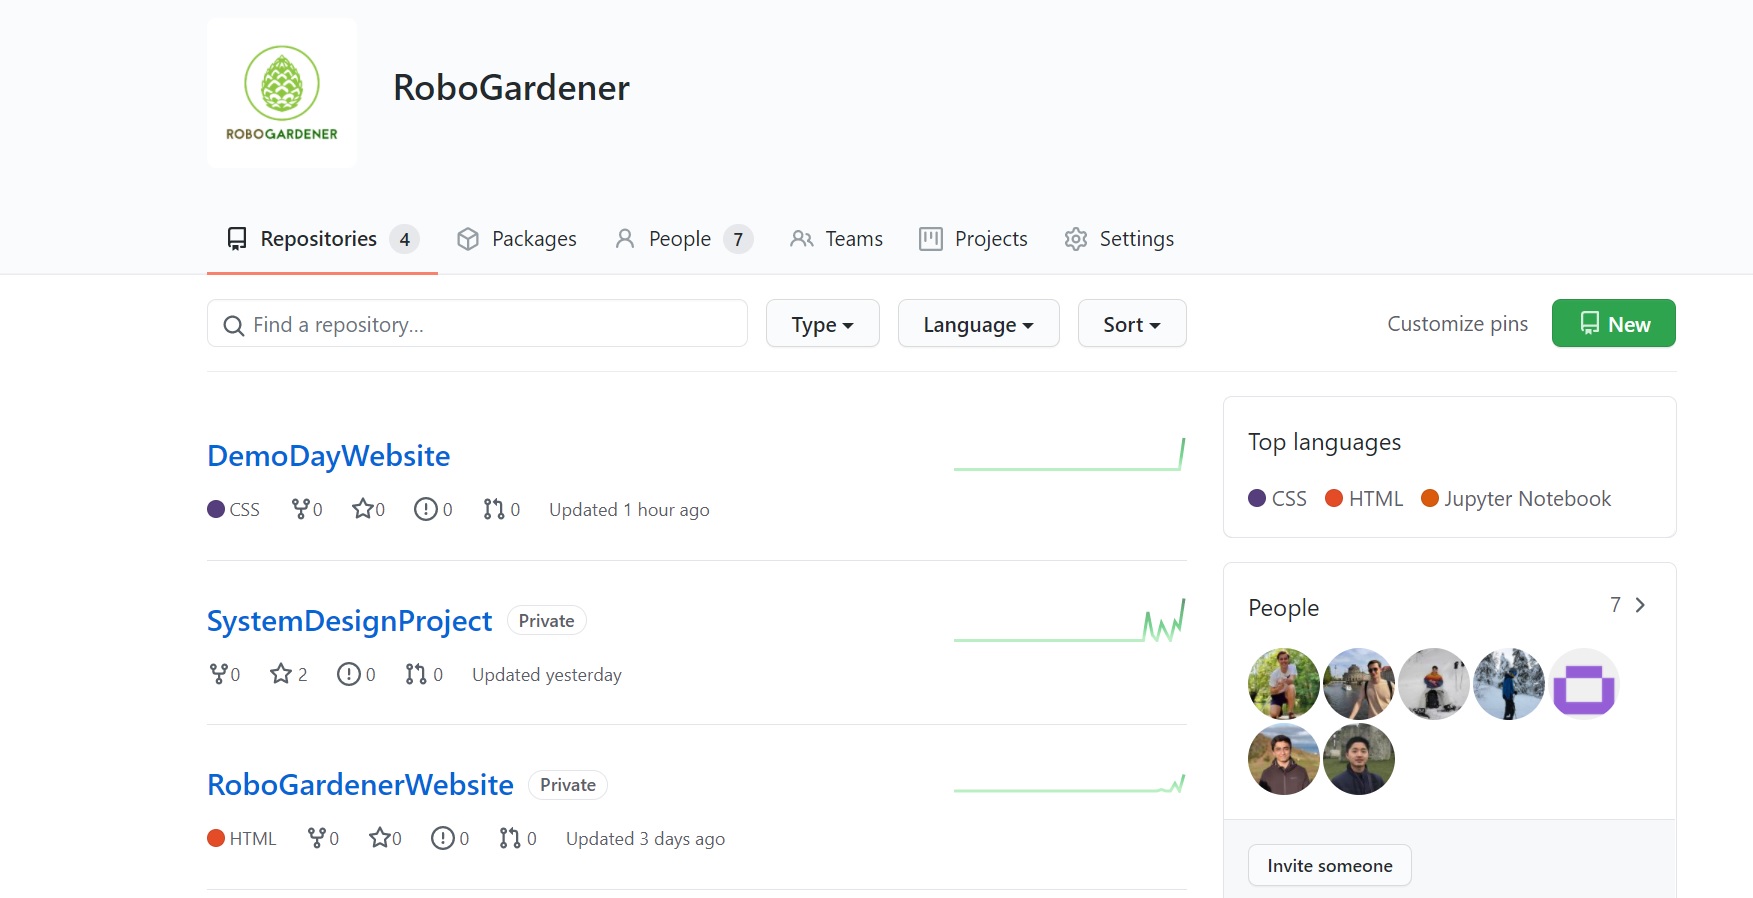 ROBOGARDENER
RoboGardener
Repositories 4 Packages People 7 Teams Projects Settings
Find a repository... Type Language Sort Customize pins New
DemoDayWebsite
CSS 0 0 0 0 Updated 1 hour ago
SystemDesignProject Private
0 2 0 0 Updated yesterday
RoboGardenerWebsite Private
HTML 0 0 0 0 Updated 3 days ago
Top languages
CSS HTML Jupyter Notebook
People 7
Invite someone